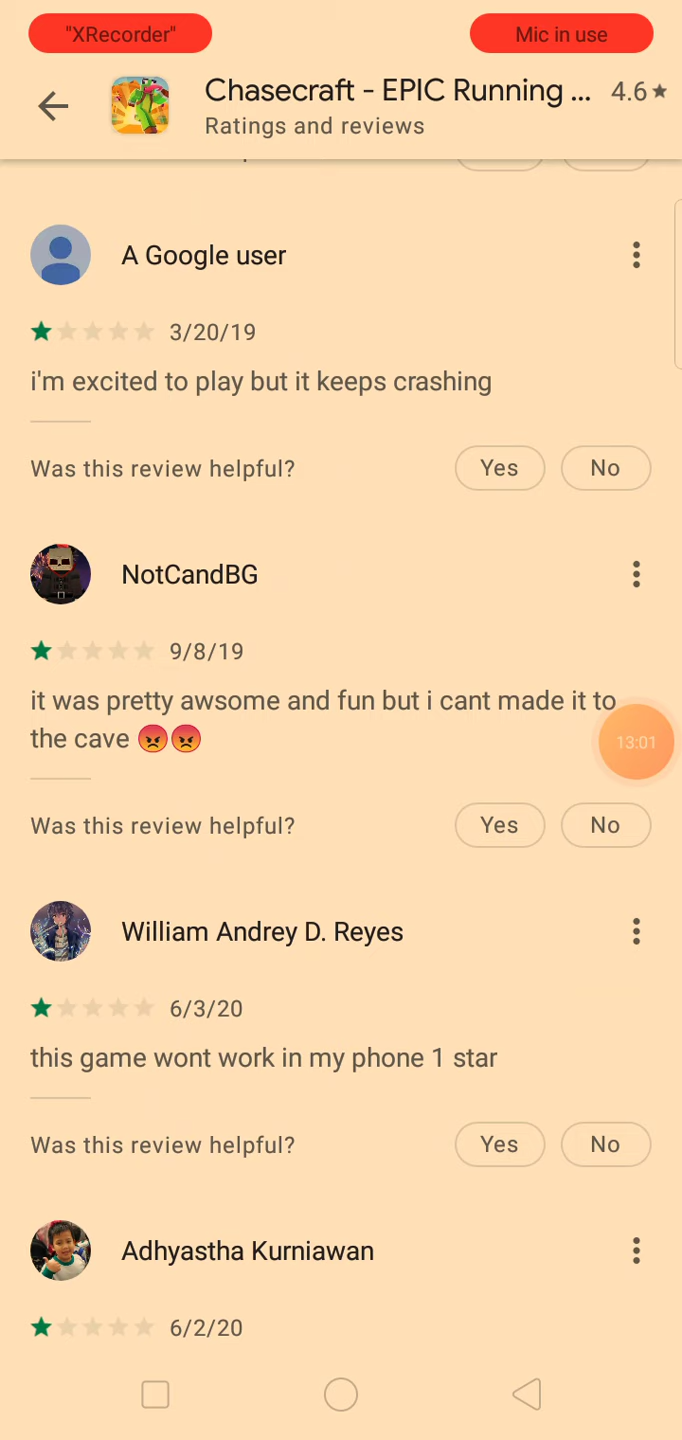 "XRecorder"
Mic in use
Chasecraft - EPIC Running ...
4.6★
Ratings and reviews
A Google user
3/20/19
i'm excited to play but it keeps crashing
Was this review helpful?
Yes
No
NotCandBG
9/8/19
it was pretty awsome and fun but i cant made it to
the cave 😡😡
13:01
Was this review helpful?
Yes
No
William Andrey D. Reyes
6/3/20
this game wont work in my phone 1 star
Was this review helpful?
Yes
No
Adhyastha Kurniawan
6/2/20